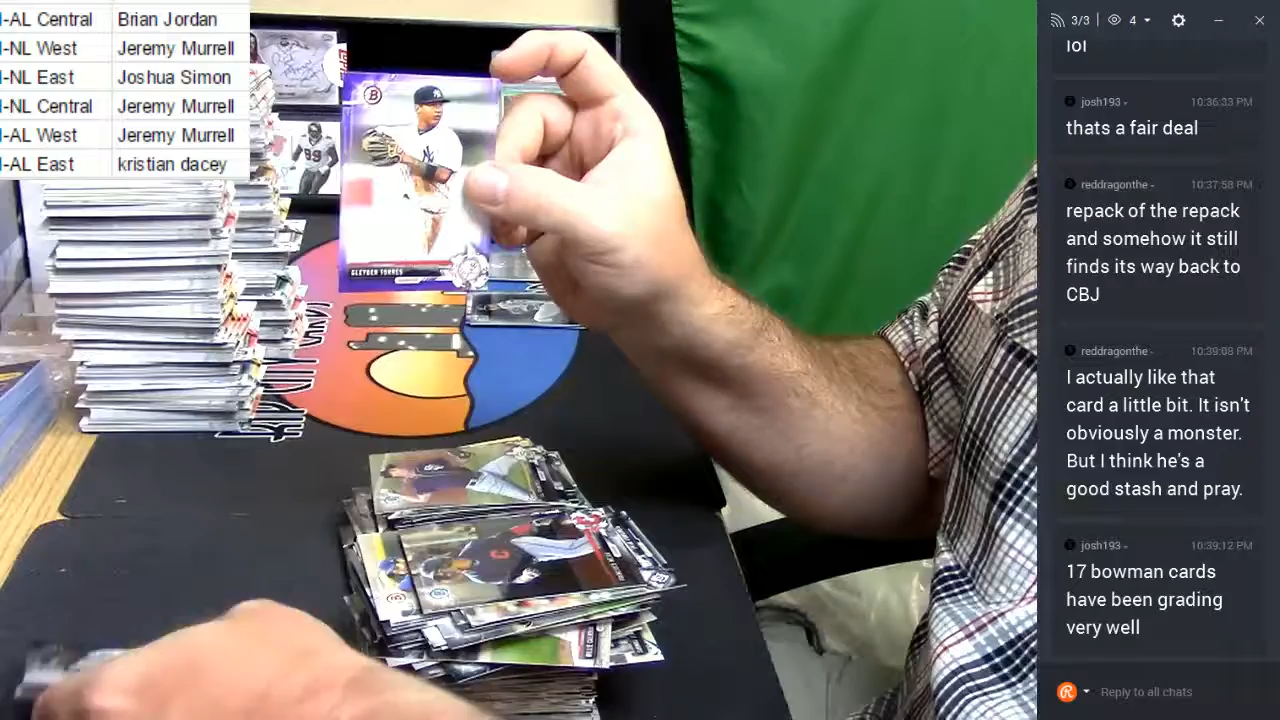 I-AL Central Brian Jordan
I-NL West Jeremy Murrell
I-NL East Joshua Simon
I-NL Central Jeremy Murrell
I-AL West Jeremy Murrell
I-AL East kristian dacey
B
GLEYBER TORRES
99
RIP CITY CARDS
C
3/3
4
lol
josh193 - 10:36:33 PM
thats a fair deal
reddragonthe - 10:37:58 PM
repack of the repack
and somehow it still
finds its way back to
CBJ
reddragonthe - 10:39:08 PM
I actually like that
card a little bit. It isn't
obviously a monster.
But I think he's a
good stash and pray.
josh193 - 10:39:12 PM
17 bowman cards
have been grading
very well
Reply to all chats